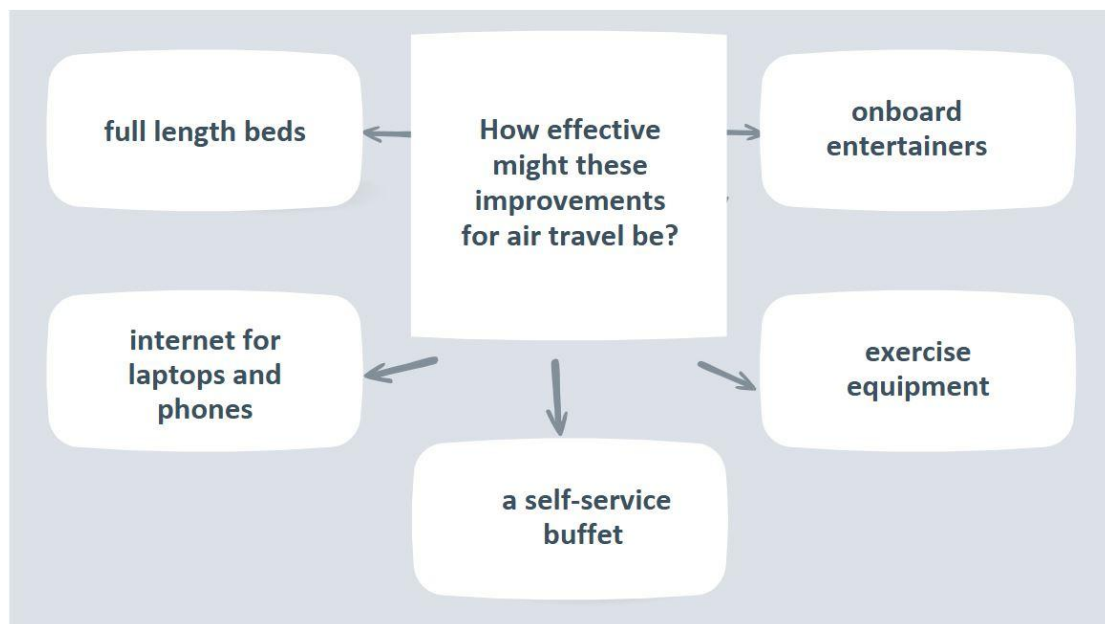 full length beds
How effective
might these
improvements
for air travel be?
onboard
entertainers
internet for
laptops and
phones
exercise
equipment
a self-service
buffet